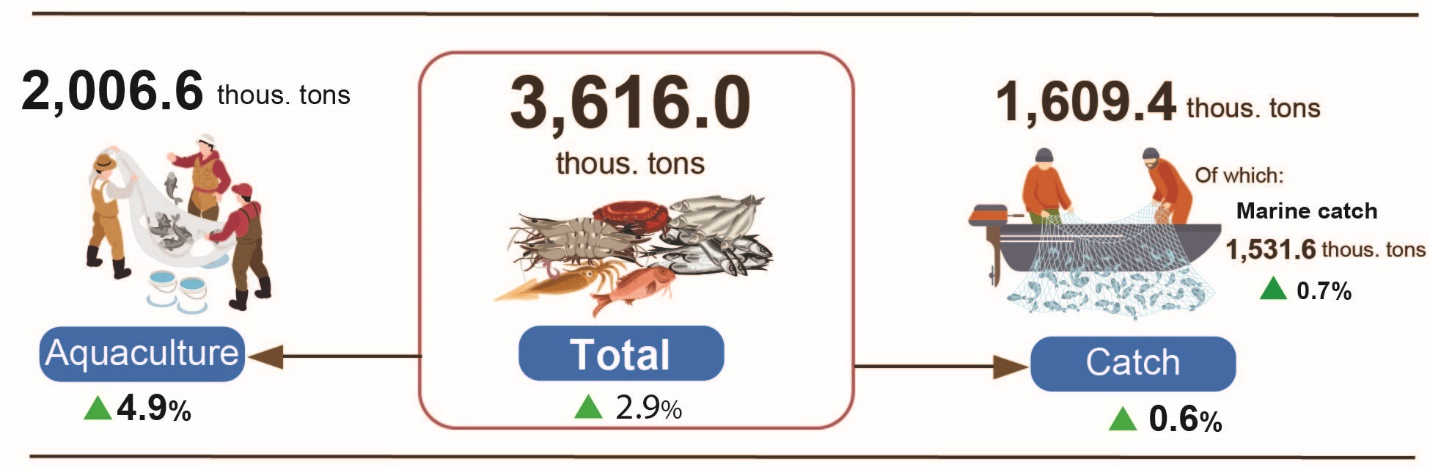 2,006.6 thous. tons
Aquaculture
4.9%
3,616.0
thous. tons
Total
2.9%
1,609.4 thous. tons
Of which:
Marine catch
1,531.6 thous. tons
0.7%
Catch
0.6%